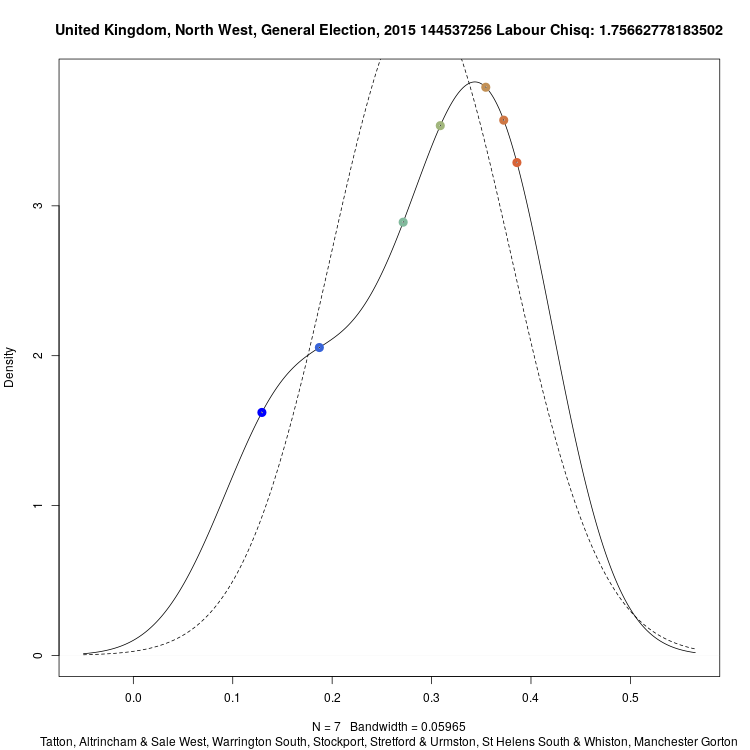 United Kingdom, North West, General Election, 2015 144537256 Labour Chisq: 1.75662778183502
Density
3
2
1
0
0.0 0.1 0.2 0.3 0.4 0.5
N = 7 Bandwidth = 0.05965
Tatton, Altrincham & Sale West, Warrington South, Stockport, Stretford & Urmston, St Helens South & Whiston, Manchester Gorton